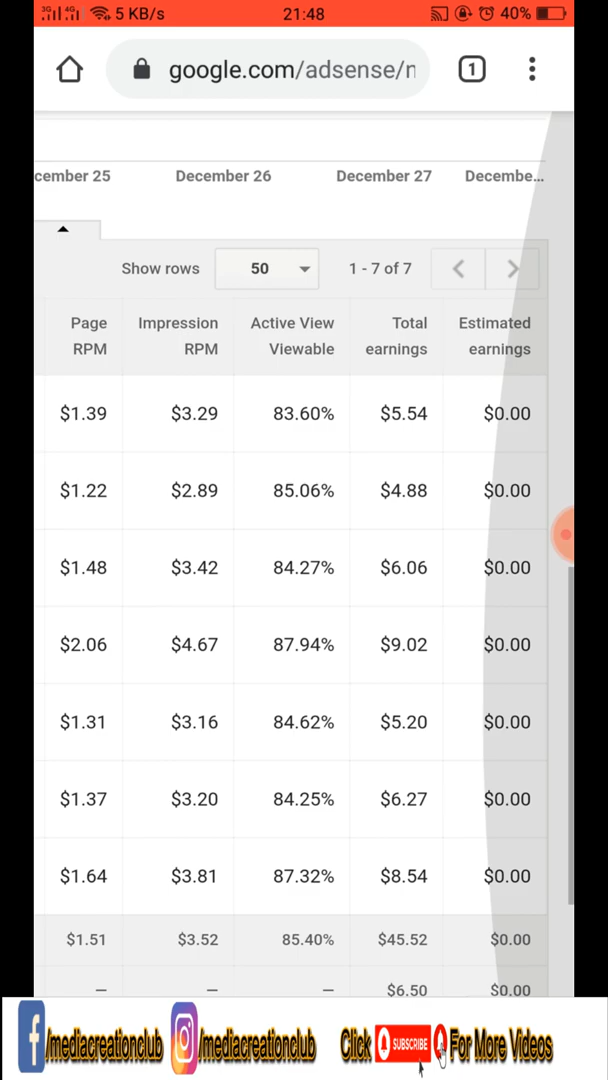 3G 4G 5 KB/s 21:48 40%
google.com/adsense/n 1
cember 25 December 26 December 27 Decembe...
Show rows 50 1 - 7 of 7
Page RPM Impression RPM Active View Viewable Total earnings Estimated earnings
$1.39 $3.29 83.60% $5.54 $0.00
$1.22 $2.89 85.06% $4.88 $0.00
$1.48 $3.42 84.27% $6.06 $0.00
$2.06 $4.67 87.94% $9.02 $0.00
$1.31 $3.16 84.62% $5.20 $0.00
$1.37 $3.20 84.25% $6.27 $0.00
$1.64 $3.81 87.32% $8.54 $0.00
$1.51 $3.52 85.40% $45.52 $0.00
— — — $6.50 $0.00
/mediacreationclub /mediacreationclub Click SUBSCRIBE For More Videos